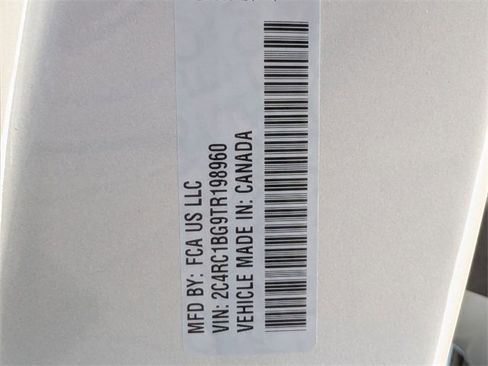 MFD BY: FCA US LLC
VIN: 2C4RC1BG9TR198960
VEHICLE MADE IN: CANADA